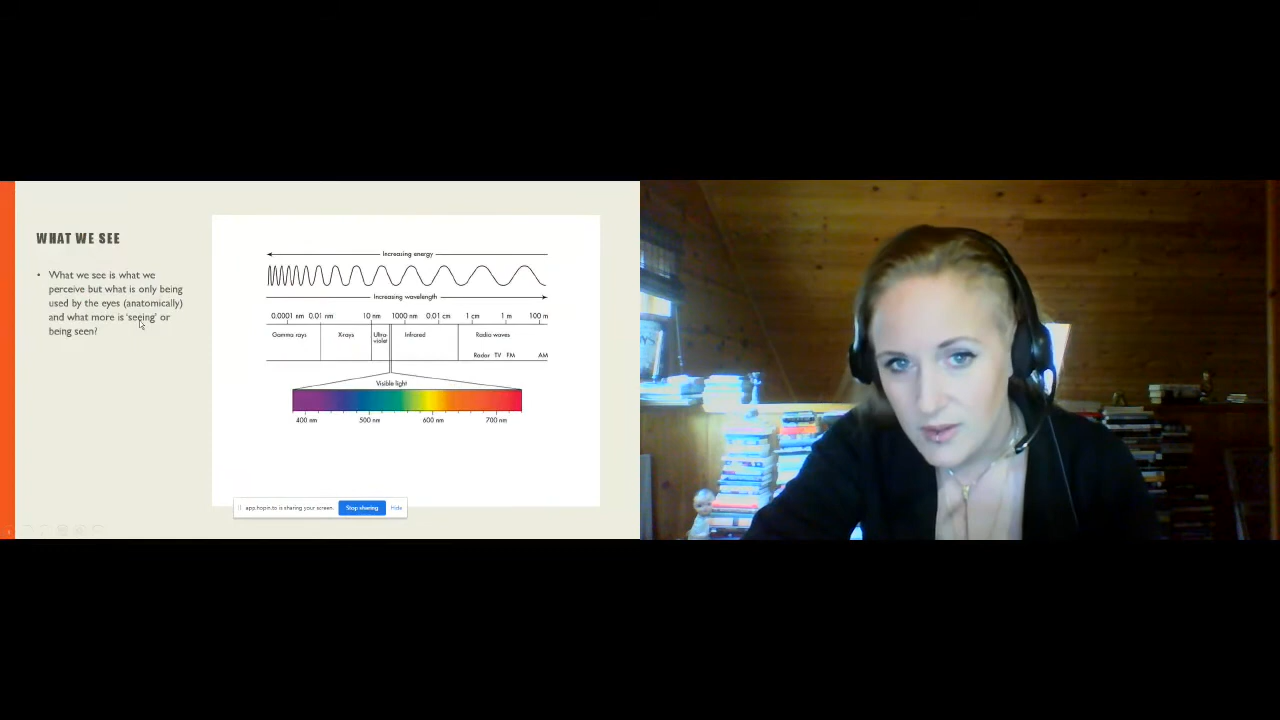 WHAT WE SEE
• What we see is what we
perceive but what is only being
used by the eyes (anatomically)
and what more is 'seeing' or
being seen?
Increasing energy
Increasing wavelength
0.0001 nm 0.01 nm 10 nm 1000 nm 0.01 cm 1 cm 1 m 100 m
Gamma rays X-rays Ultra-
violet Infrared Radio waves
Radar TV FM AM
Visible light
400 nm 500 nm 600 nm 700 nm
app.hopin.to is sharing your screen. Stop sharing Hide